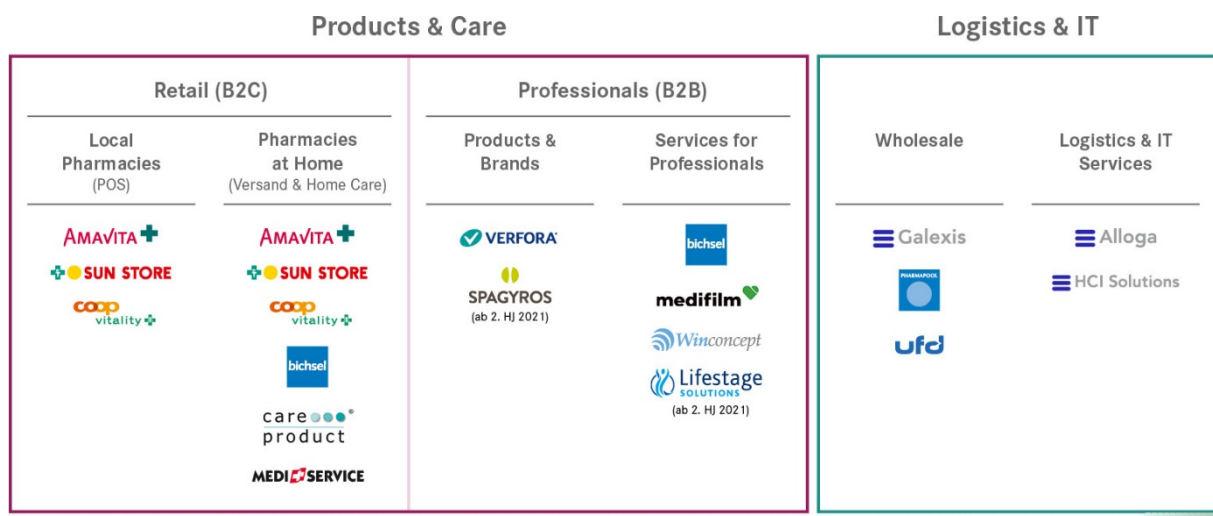 Products & Care
Logistics & IT
Retail (B2C)
Professionals (B2B)
Local
Pharmacies
(POS)
Pharmacies
at Home
(Versand & Home Care)
Products &
Brands
Services for
Professionals
Wholesale
Logistics & IT
Services
AMAVITA
SUN STORE
coop
vitality
AMAVITA
SUN STORE
coop
vitality
bichsel
care
product
MEDI SERVICE
VERFORA
SPAGYROS
(ab 2. HJ 2021)
bichsel
medifilm
Winconcept
Lifestage
SOLUTIONS
(ab 2. HJ 2021)
Galexis
PHARMAPOOL
ufd
Alloga
HCI Solutions